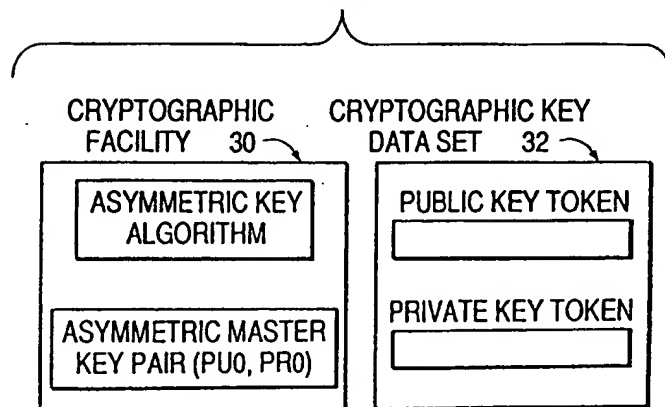 CRYPTOGRAPHIC
FACILITY 30
ASYMMETRIC KEY
ALGORITHM
ASYMMETRIC MASTER
KEY PAIR (PU0, PR0)
CRYPTOGRAPHIC KEY
DATA SET 32
PUBLIC KEY TOKEN
PRIVATE KEY TOKEN